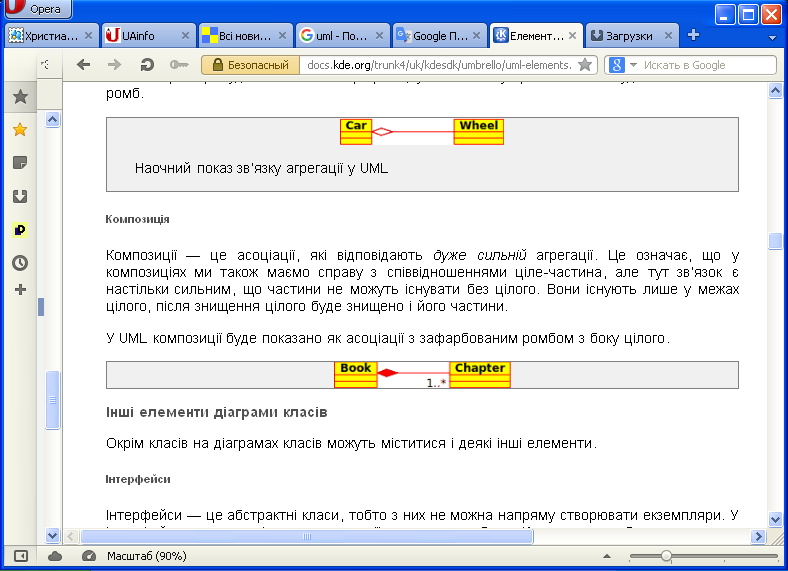 Opera
Христиа...
UAinfo
Всі нови...
uml - По...
Google П...
Елемент...
Загрузки
Безопасный
docs.kde.org/trunk4/uk/kdesdk/umbrello/uml-elements.
Искать в Google
ромб.
Car
Wheel
Наочний показ зв'язку агрегації у UML
Композиція
Композиції — це асоціації, які відповідають дуже сильній агрегації. Це означає, що у
композиціях ми також маємо справу з співвідношеннями ціле-частина, але тут зв'язок є
настільки сильним, що частини не можуть існувати без цілого. Вони існують лише у межах
цілого, після знищення цілого буде знищено і його частини.
У UML композиції буде показано як асоціації з зафарбованим ромбом з боку цілого.
Book
Chapter
1..*
Інші елементи діаграми класів
Окрім класів на діаграмах класів можуть міститися і деякі інші елементи.
Інтерфейси
Інтерфейси — це абстрактні класи, тобто з них не можна напряму створювати екземпляри. У
Масштаб (90%)